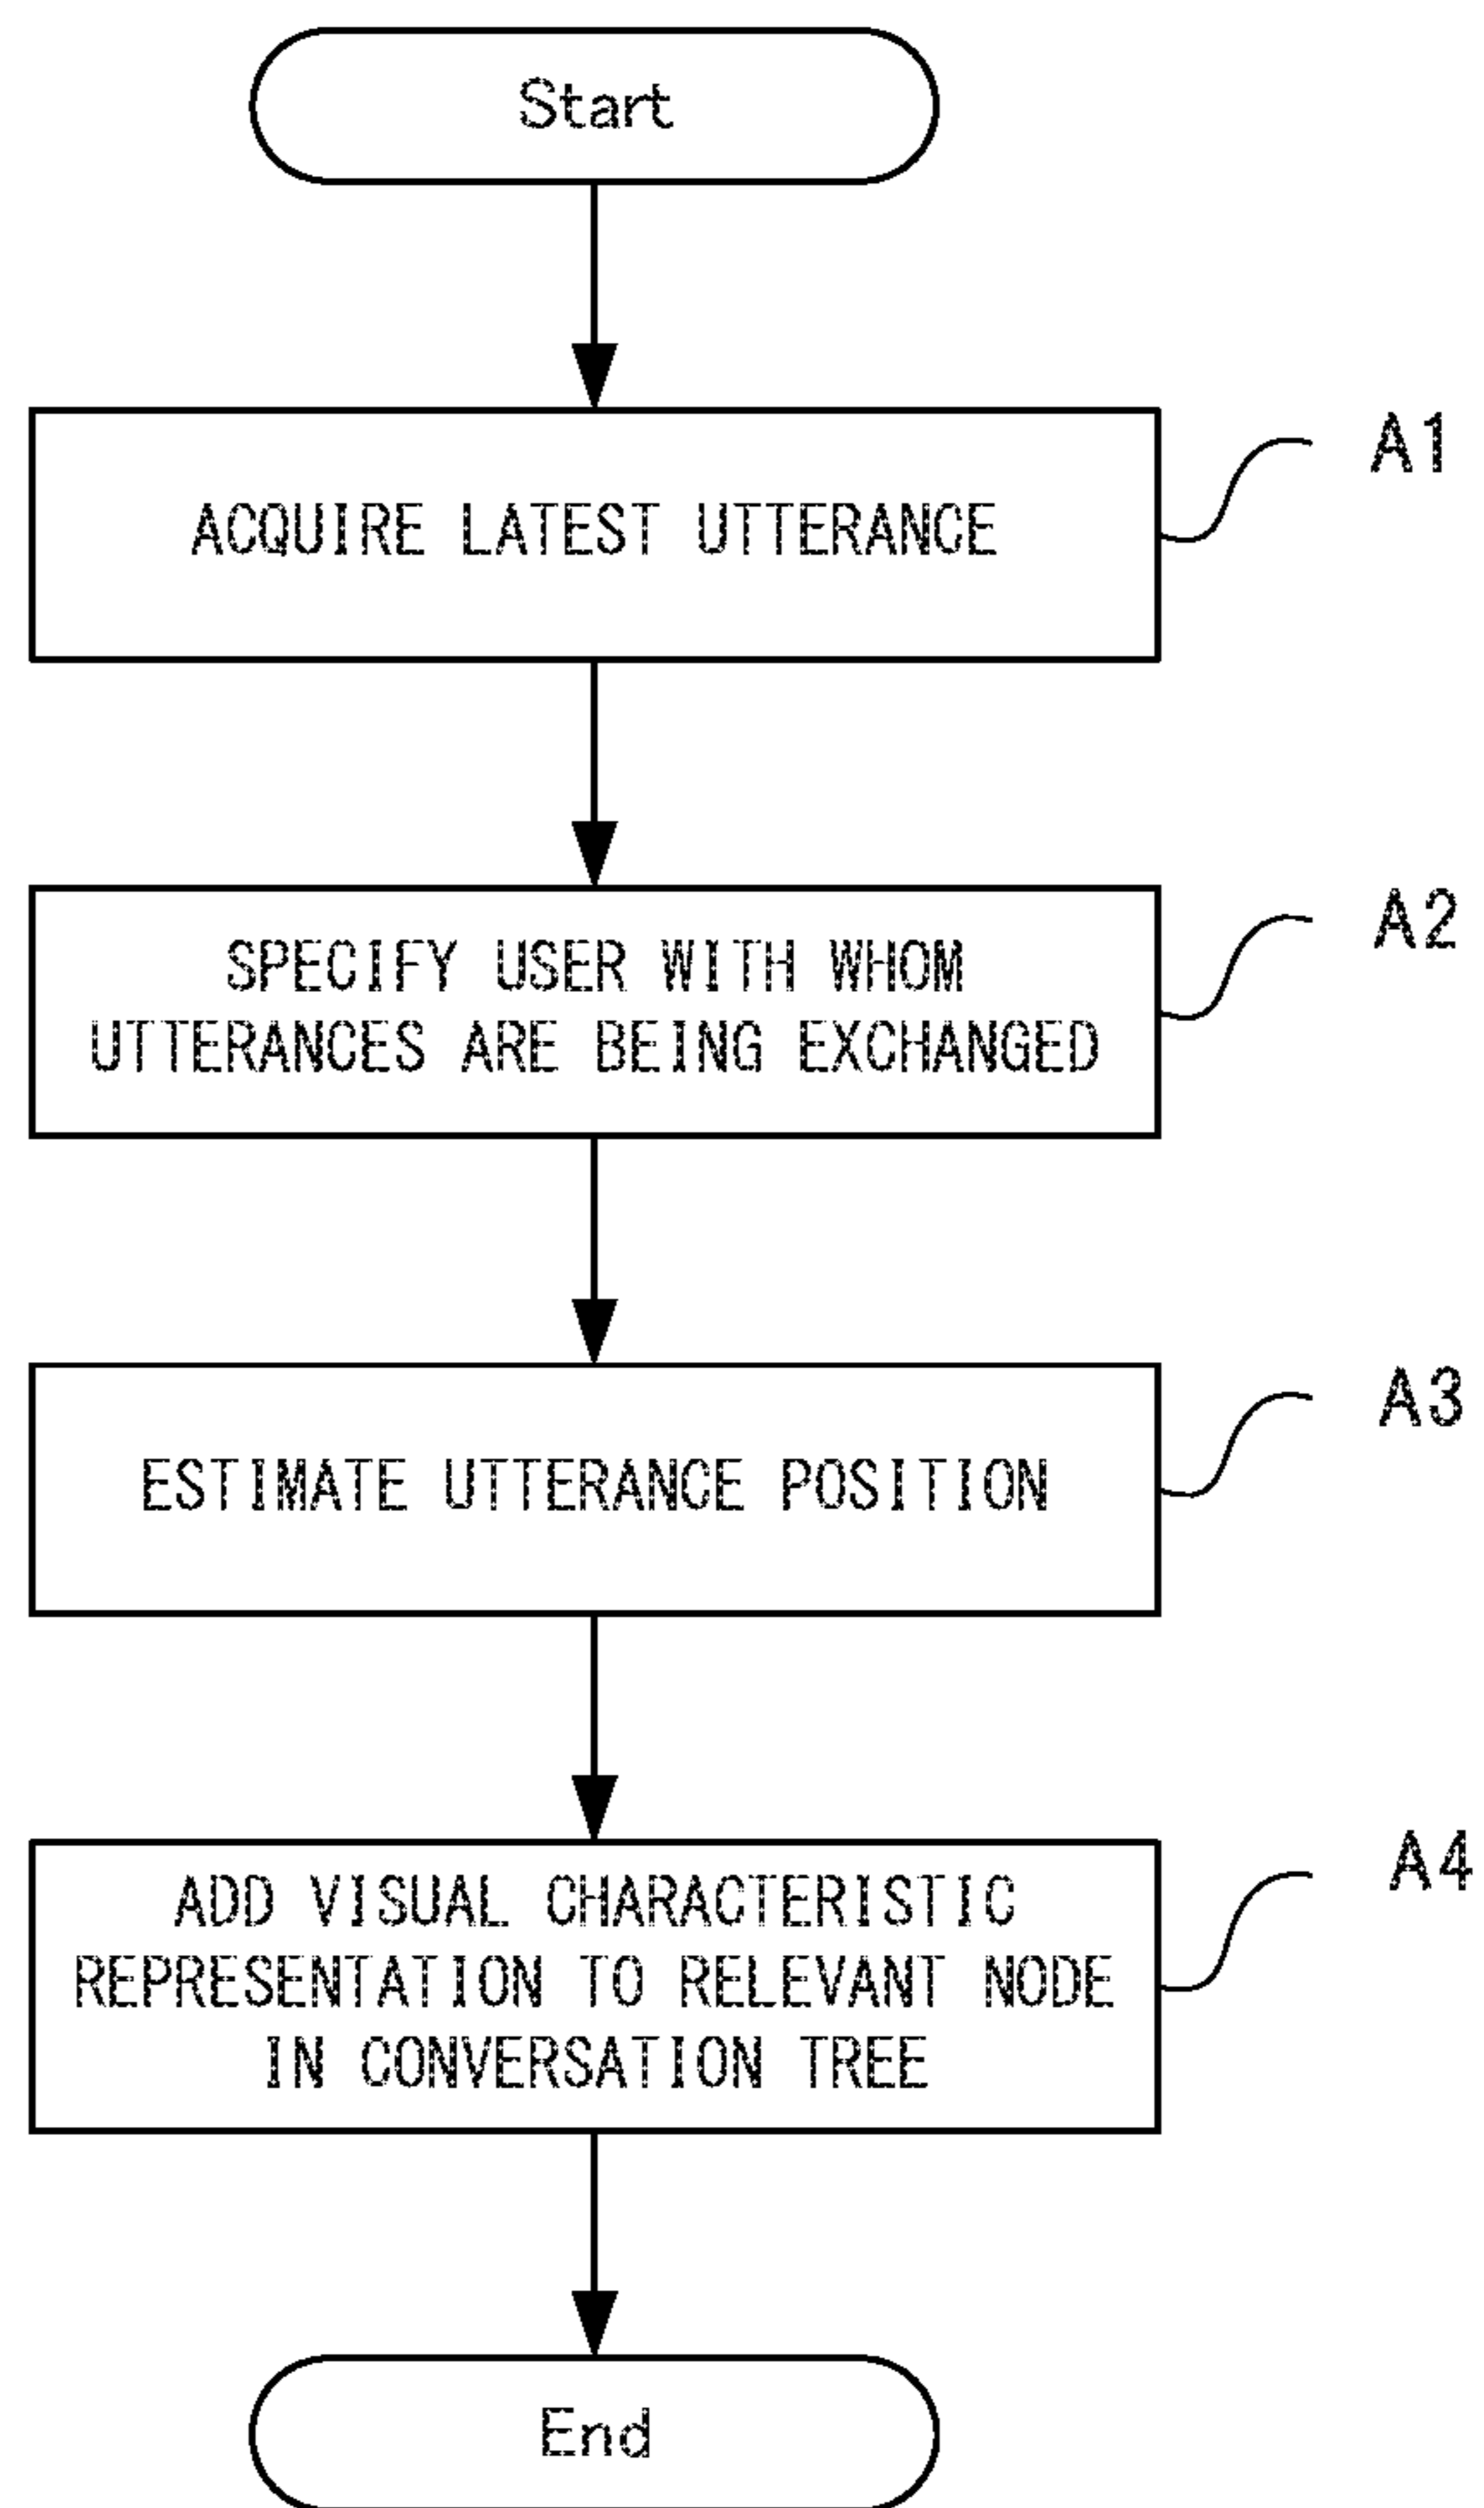 Start
A1
ACQUIRE LATEST UTTERANCE
A2
SPECIFY USER WITH WHOM
UTTERANCES ARE BEING EXCHANGED
A3
ESTIMATE UTTERANCE POSITION
A4
ADD VISUAL CHARACTERISTIC
REPRESENTATION TO RELEVANT NODE
IN CONVERSATION TREE
End